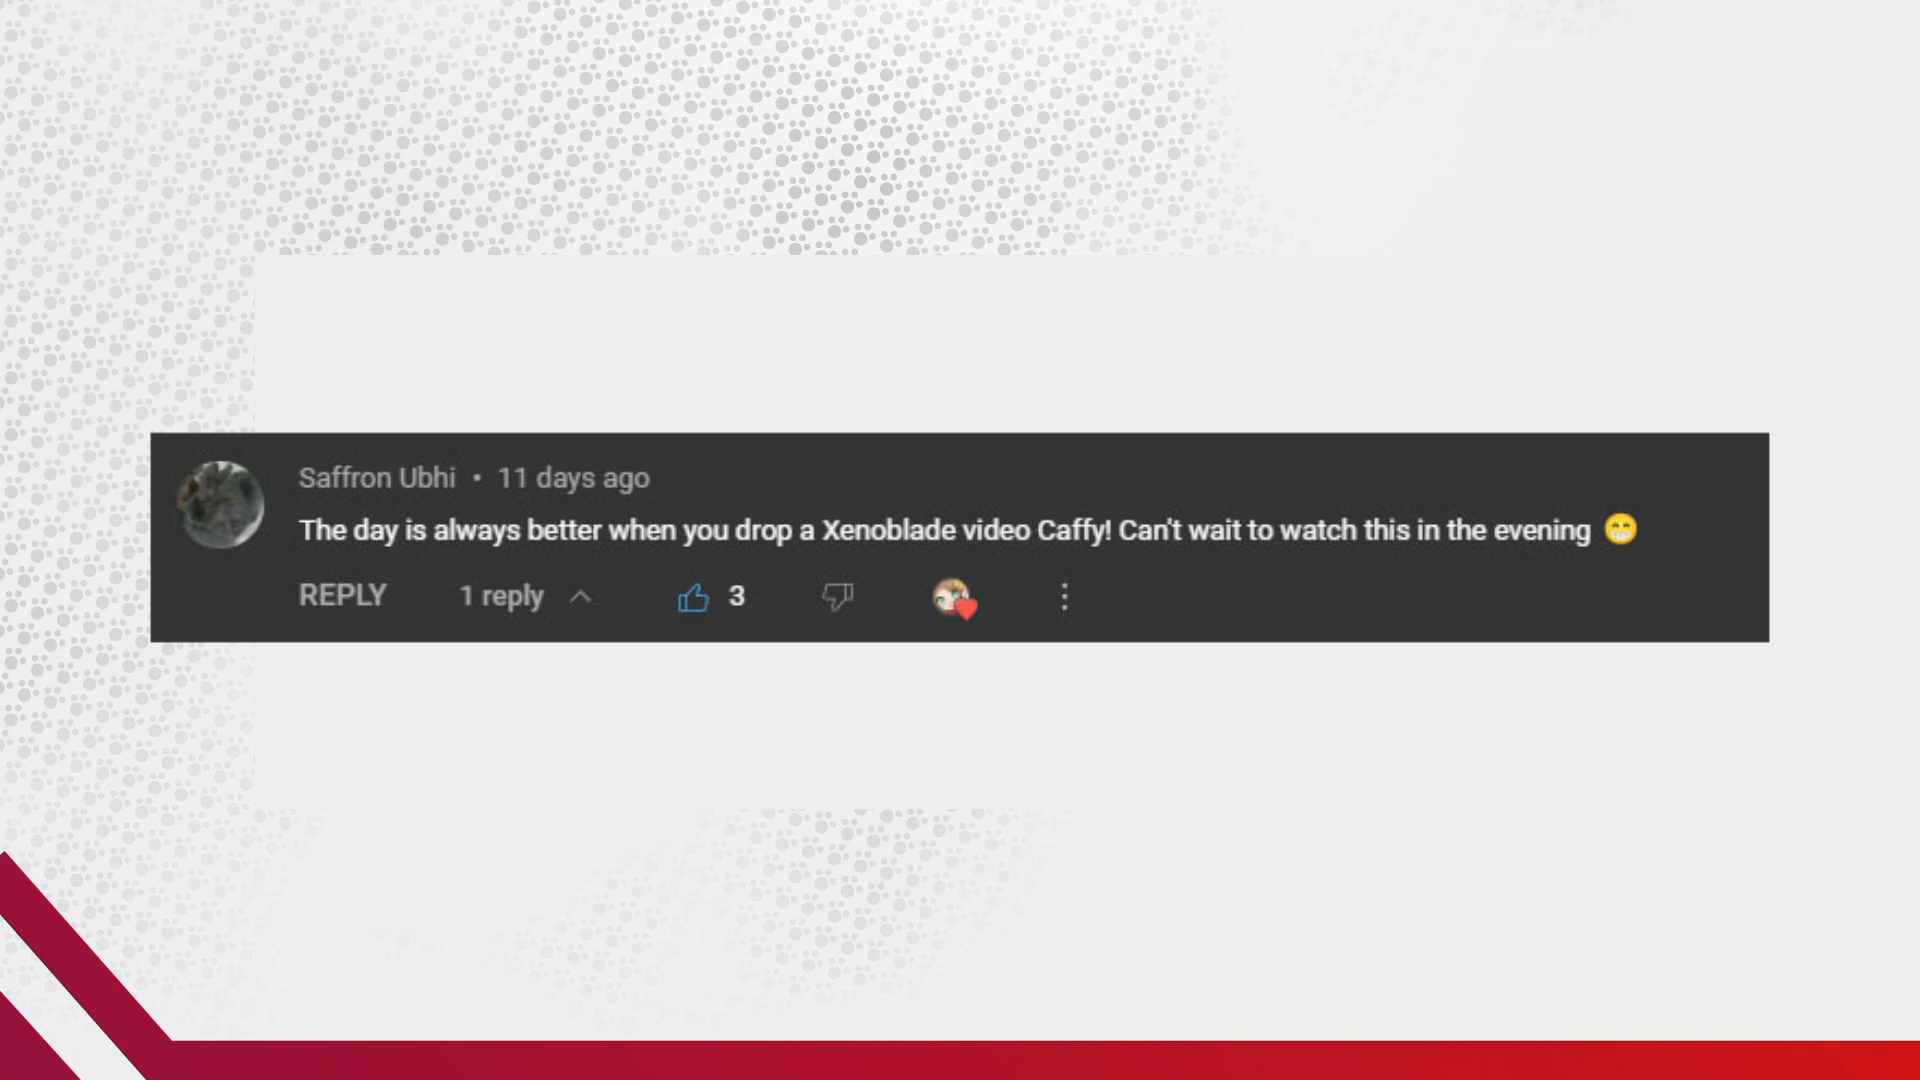 Saffron Ubhi • 11 days ago
The day is always better when you drop a Xenoblade video Caffy! Can't wait to watch this in the evening 😁
REPLY 1 reply 3